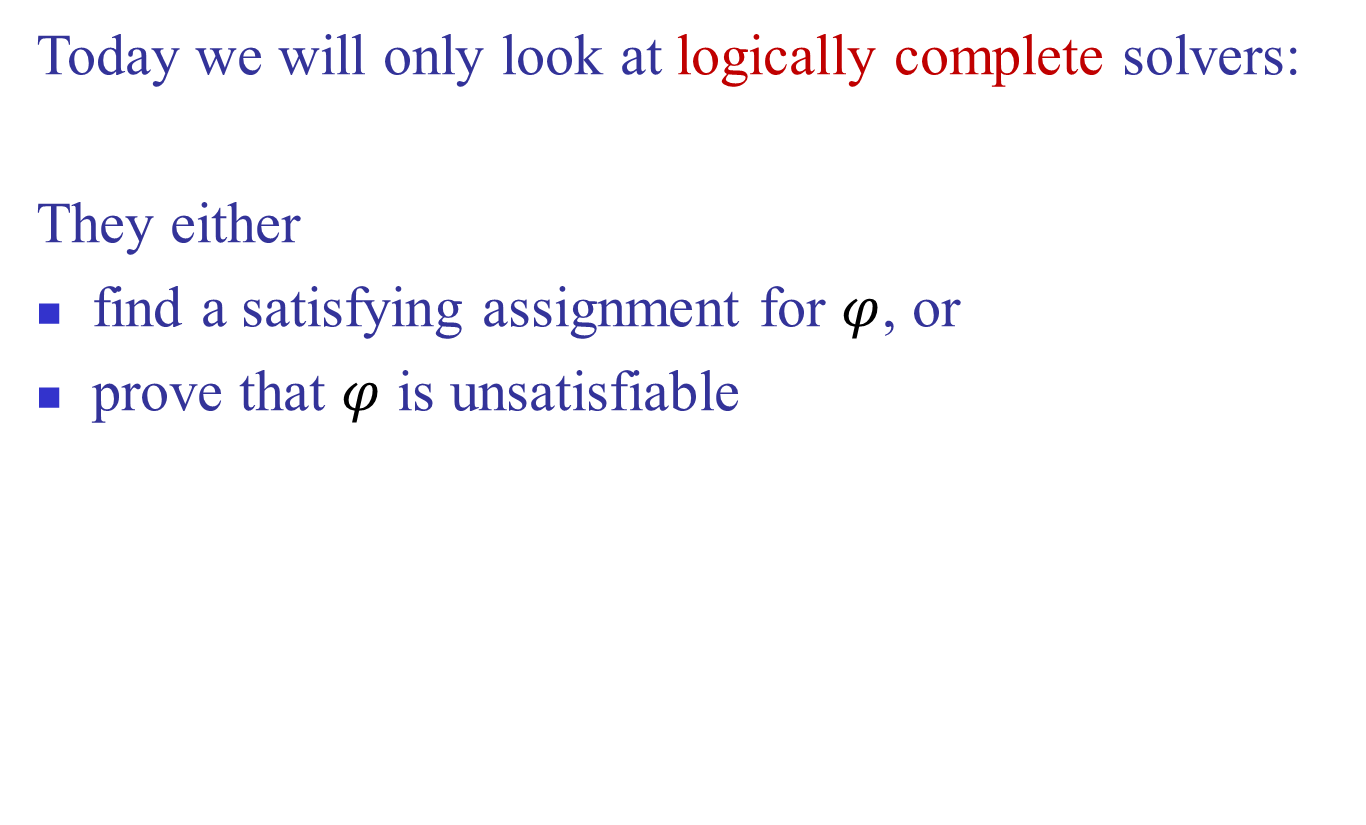 Today we will only look at logically complete solvers:
They either
▪ find a satisfying assignment for φ, or
▪ prove that φ is unsatisfiable